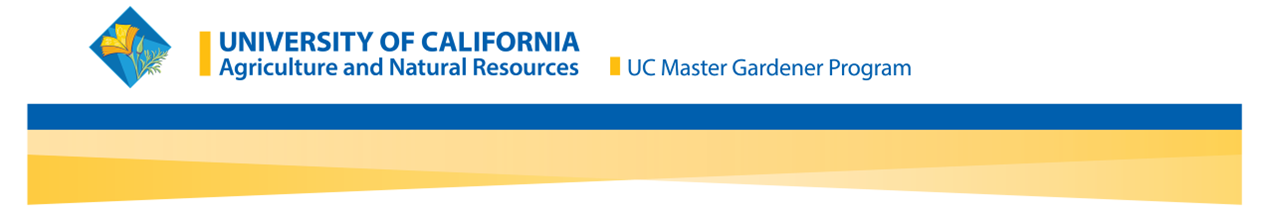 UNIVERSITY OF CALIFORNIA
Agriculture and Natural Resources
UC Master Gardener Program